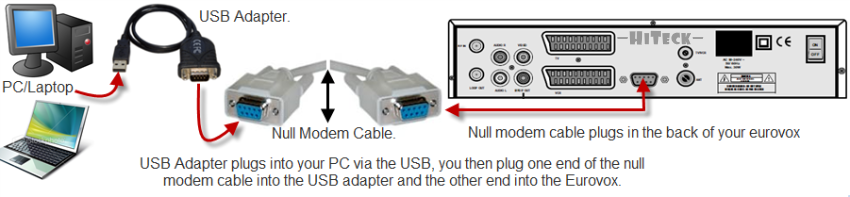 USB Adapter.
HITECK
PC/Laptop
ON
OFF
Null Modem Cable.
Null modem cable plugs in the back of your eurovox
USB Adapter plugs into your PC via the USB, you then plug one end of the null
modem cable into the USB adapter and the other end into the Eurovox.